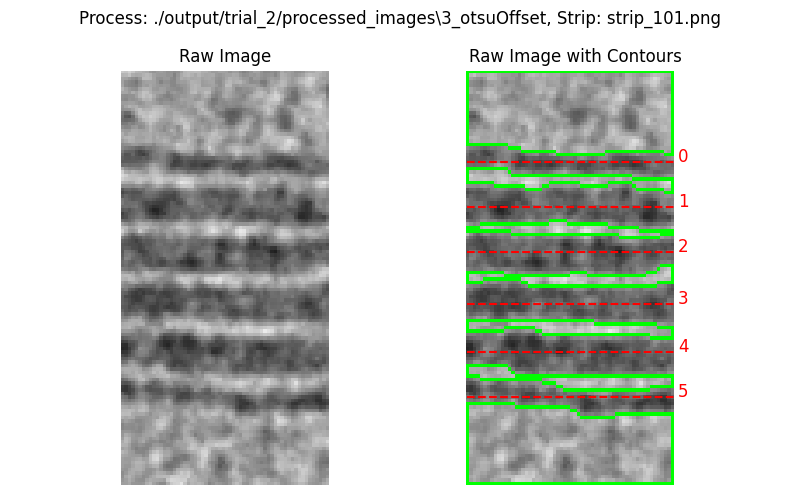 Process: ./output/trial_2/processed_images\3_otsuOffset, Strip: strip_101.png
Raw Image
Raw Image with Contours
0
1
2
3
4
5